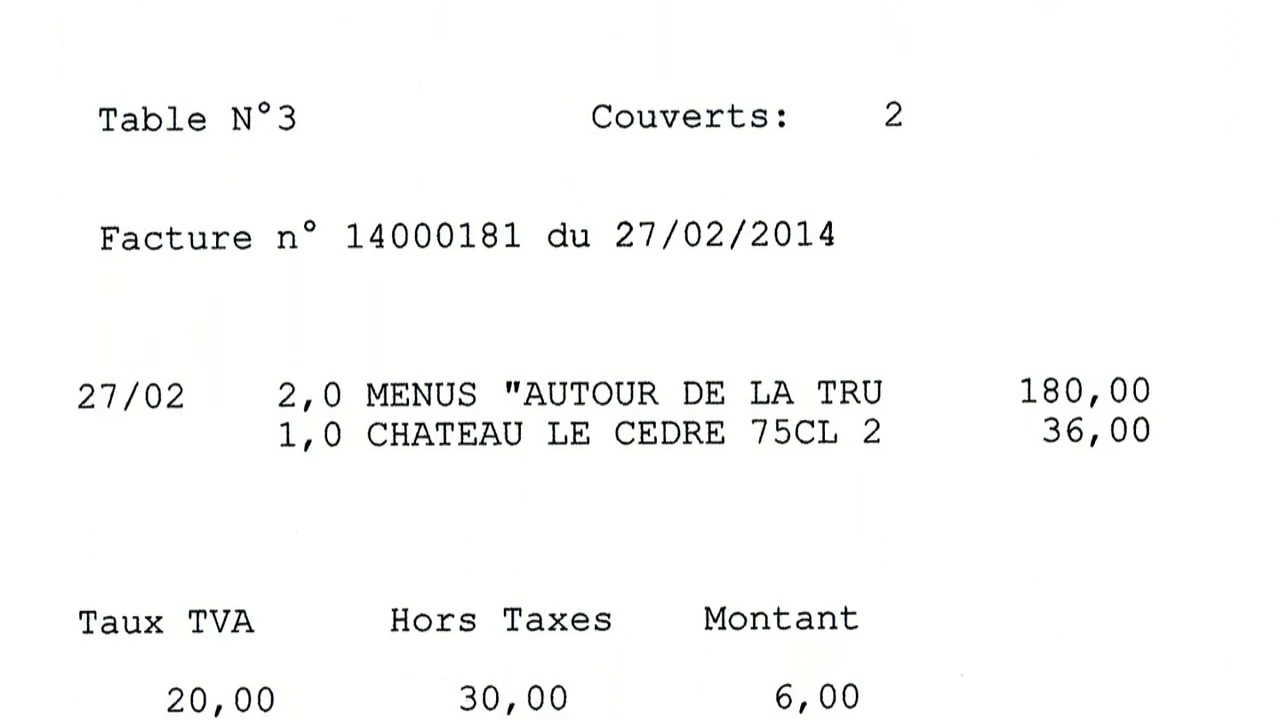 Table N°3 Couverts: 2
Facture n° 14000181 du 27/02/2014
27/02 2,0 MENUS "AUTOUR DE LA TRU 180,00
1,0 CHATEAU LE CEDRE 75CL 2 36,00
Taux TVA Hors Taxes Montant
20,00 30,00 6,00